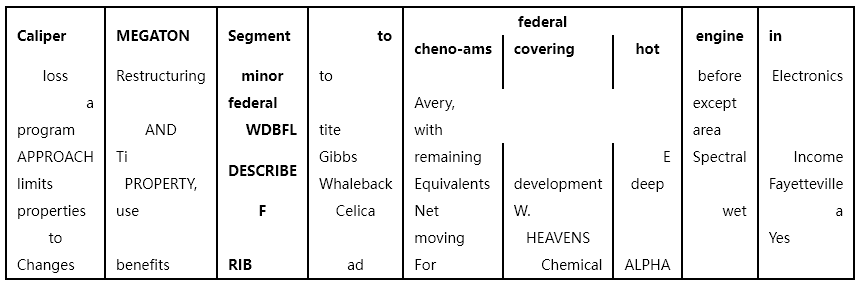 federal
Caliper MEGATON Segment to cheno-ams covering hot engine in
loss Restructuring minor to before Electronics
a federal Avery, except
program AND WDBFL tite with area
APPROACH Ti DESCRIBE Gibbs remaining E Spectral Income
limits PROPERTY, Whaleback Equivalents development deep Fayetteville
properties use F Celica Net W. wet a
to moving HEAVENS Yes
Changes benefits RIB ad For Chemical ALPHA